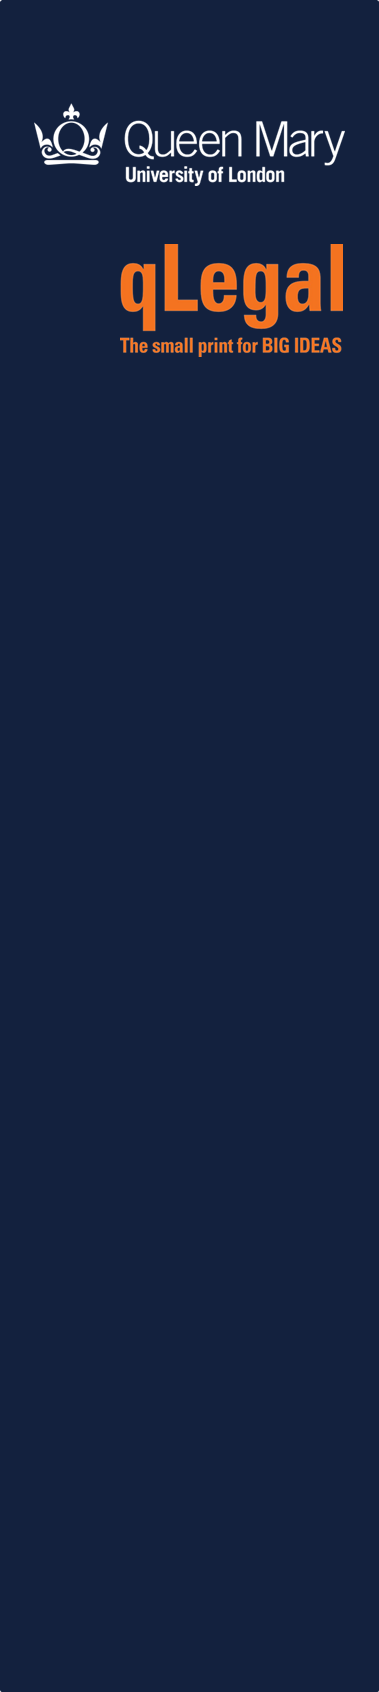 Queen Mary
University of London
qLegal
The small print for BIG IDEAS